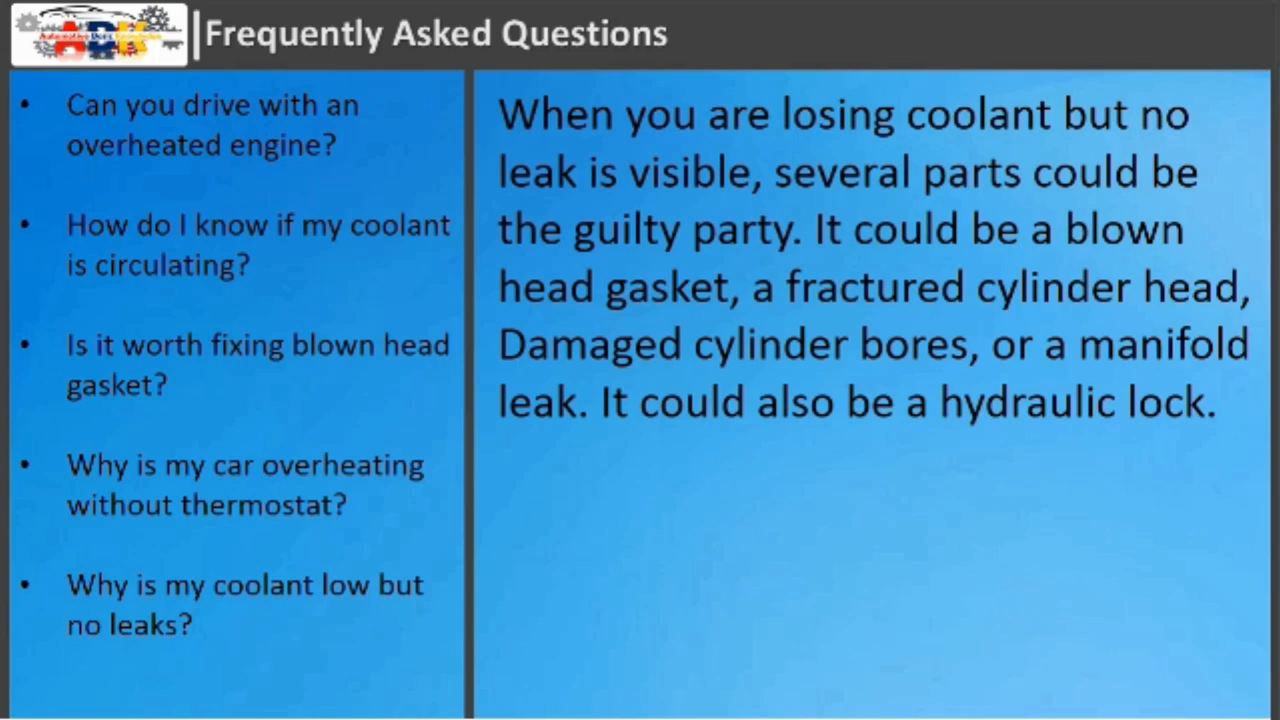 Frequently Asked Questions
• Can you drive with an
overheated engine?
• How do I know if my coolant
is circulating?
• Is it worth fixing blown head
gasket?
• Why is my car overheating
without thermostat?
• Why is my coolant low but
no leaks?
When you are losing coolant but no
leak is visible, several parts could be
the guilty party. It could be a blown
head gasket, a fractured cylinder head,
Damaged cylinder bores, or a manifold
leak. It could also be a hydraulic lock.